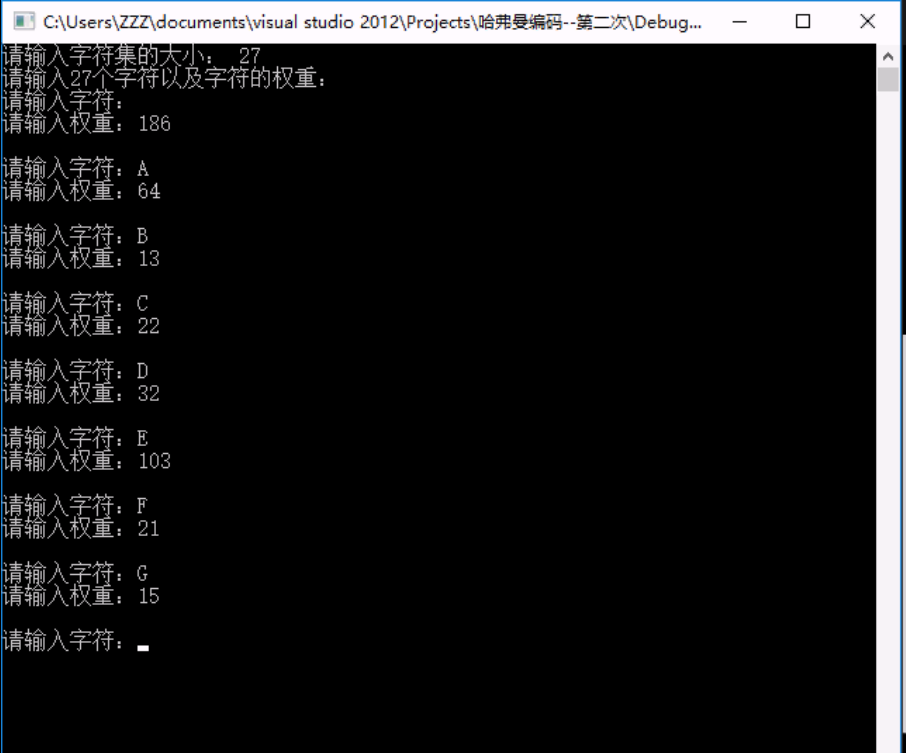 C:\Users\ZZZ\documents\visual studio 2012\Projects\哈弗曼编码--第二次\Debug...
请输入字符集的大小： 27
请输入27个字符以及字符的权重：
请输入字符：
请输入权重：186
请输入字符：A
请输入权重：64
请输入字符：B
请输入权重：13
请输入字符：C
请输入权重：22
请输入字符：D
请输入权重：32
请输入字符：E
请输入权重：103
请输入字符：F
请输入权重：21
请输入字符：G
请输入权重：15
请输入字符：